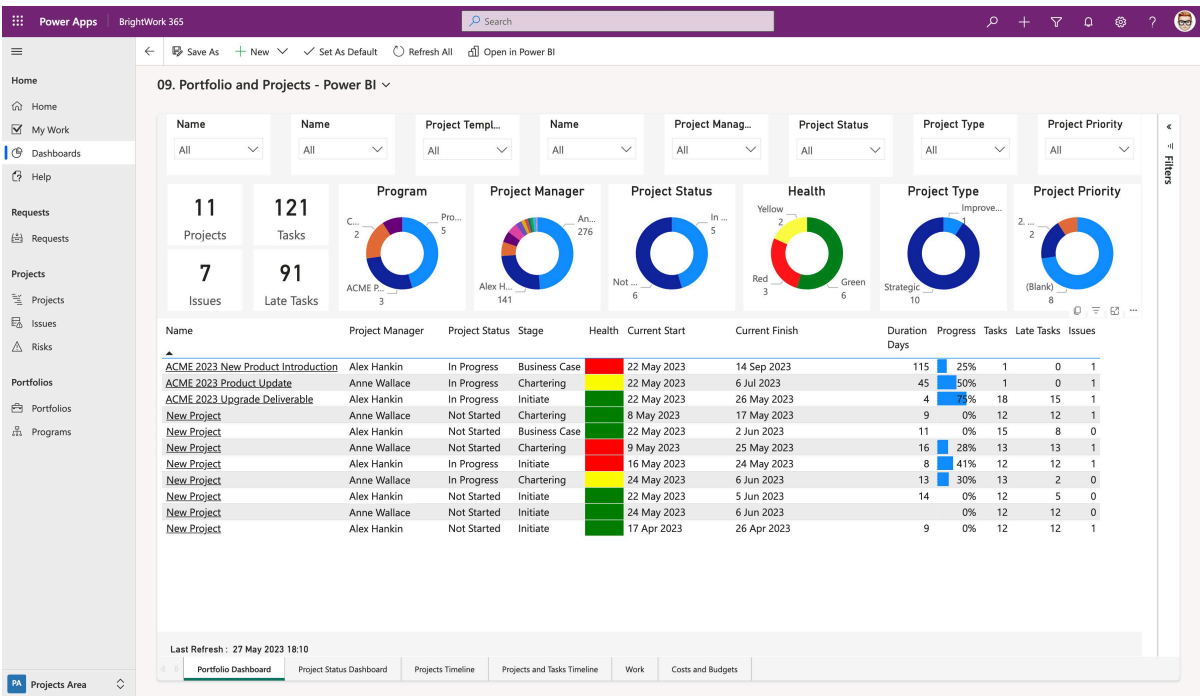 Power Apps BrightWork 365 Search ?
Save As New Set As Default Refresh All Open in Power BI
Home
Home
My Work
Dashboards
Help
Requests
Requests
Projects
Projects
Issues
Risks
Portfolios
Portfolios
Programs
PA Projects Area
09. Portfolio and Projects - Power BI
Name Name Project Templ... Name Project Manag... Project Status Project Type Project Priority
All All All All All All All All
Filters
11
Projects
121
Tasks
7
Issues
91
Late Tasks
Program
C...
2
Pro...
5
ACME P...
3
Project Manager
An...
276
Alex H...
141
Project Status
In ...
5
Not ...
6
Health
Yellow
2
Red
3
Green
6
Project Type
Improve...
1
Strategic
10
Project Priority
2. ...
2
(Blank)
8
Name Project Manager Project Status Stage Health Current Start Current Finish Duration Days Progress Tasks Late Tasks Issues
ACME 2023 New Product Introduction Alex Hankin In Progress Business Case 22 May 2023 14 Sep 2023 115 25% 1 0 1
ACME 2023 Product Update Anne Wallace In Progress Chartering 22 May 2023 6 Jul 2023 45 50% 1 0 1
ACME 2023 Upgrade Deliverable Alex Hankin In Progress Initiate 22 May 2023 26 May 2023 4 75% 18 15 1
New Project Anne Wallace Not Started Chartering 8 May 2023 17 May 2023 9 0% 12 12 1
New Project Alex Hankin Not Started Business Case 22 May 2023 2 Jun 2023 11 0% 15 8 0
New Project Anne Wallace Not Started Chartering 9 May 2023 25 May 2023 16 28% 13 13 1
New Project Alex Hankin In Progress Initiate 16 May 2023 24 May 2023 8 41% 12 12 1
New Project Anne Wallace In Progress Chartering 24 May 2023 6 Jun 2023 13 30% 13 2 0
New Project Alex Hankin Not Started Initiate 22 May 2023 5 Jun 2023 14 0% 12 5 0
New Project Anne Wallace Not Started Initiate 24 May 2023 6 Jun 2023 0% 12 12 0
New Project Alex Hankin Not Started Initiate 17 Apr 2023 26 Apr 2023 9 0% 12 12 1
Last Refresh : 27 May 2023 18:10
Portfolio Dashboard Project Status Dashboard Projects Timeline Projects and Tasks Timeline Work Costs and Budgets